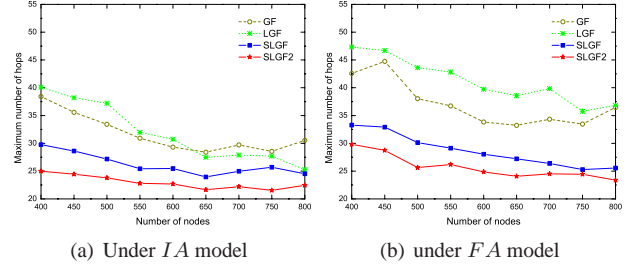 GF
LGF
SLGF
SLGF2
55
50
45
40
35
30
25
20
Maximum number of hops
400 450 500 550 600 650 700 750 800
Number of nodes
(a) Under IA model
GF
LGF
SLGF
SLGF2
55
50
45
40
35
30
25
20
Maximum number of hops
400 450 500 550 600 650 700 750 800
Number of nodes
(b) under FA model